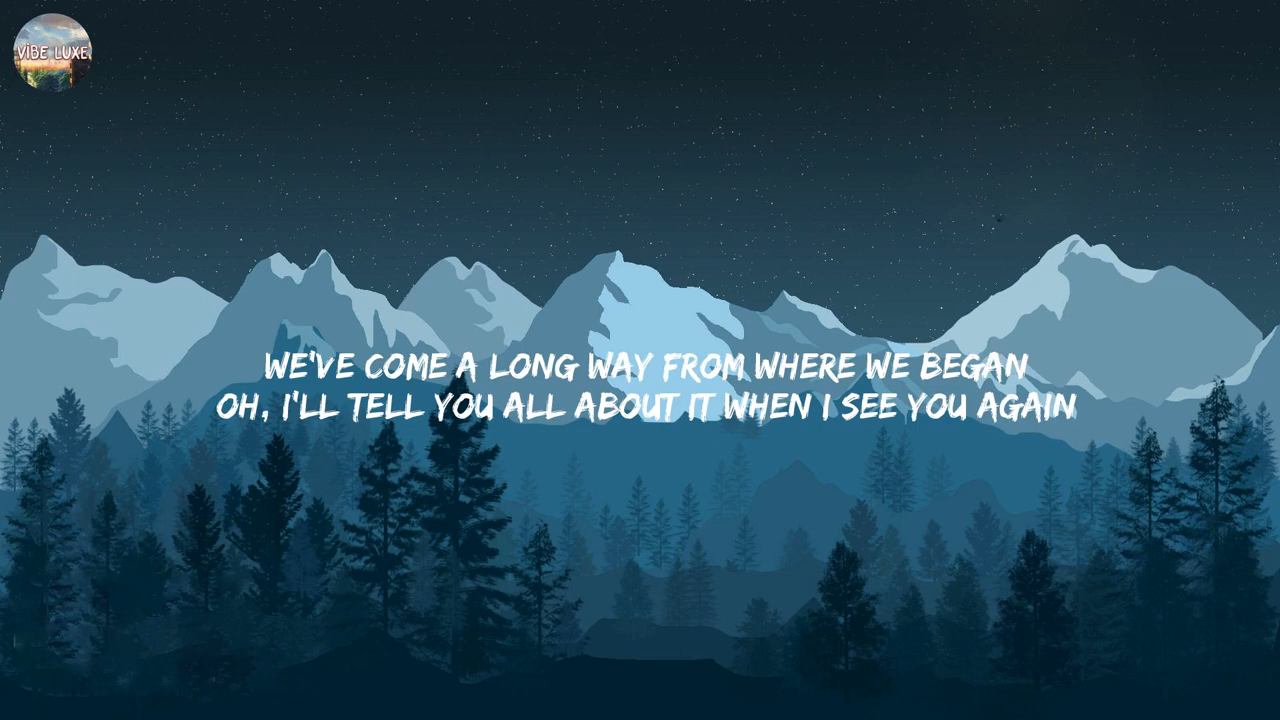 VIBE LUXE
WE'VE COME A LONG WAY FROM WHERE WE BEGAN
OH, I'LL TELL YOU ALL ABOUT IT WHEN I SEE YOU AGAIN